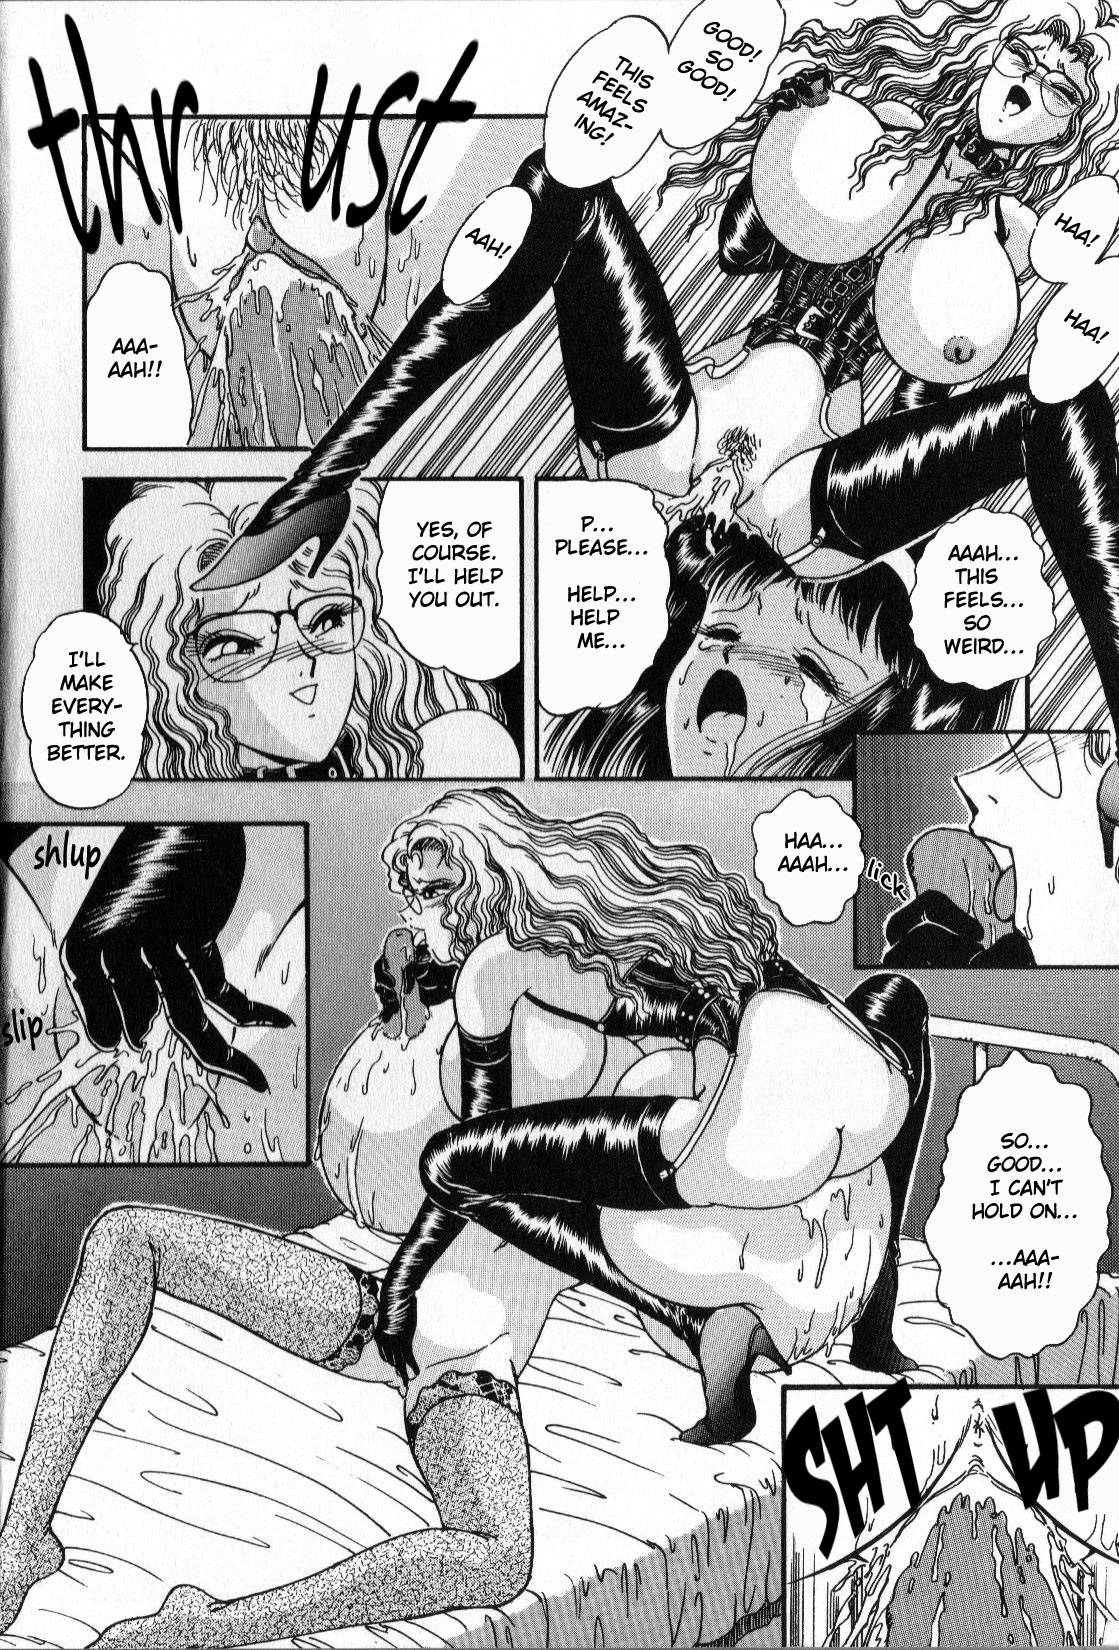 thr ust
GOOD!
SO
GOOD!
THIS
FEELS
AMAZ-
ING!
AAH!
HAA!
HAA!
AAA-
AAH!!
P...
PLEASE...
HELP...
HELP
ME...
AAAH...
THIS
FEELS...
SO
WEIRD...
YES, OF
COURSE.
I'LL HELP
YOU OUT.
I'LL
MAKE
EVERY-
THING
BETTER.
HAA...
AAAH...
lick
shlup
slip
SO...
GOOD...
I CAN'T
HOLD ON...
...AAA-
AAH!!
SHT UP